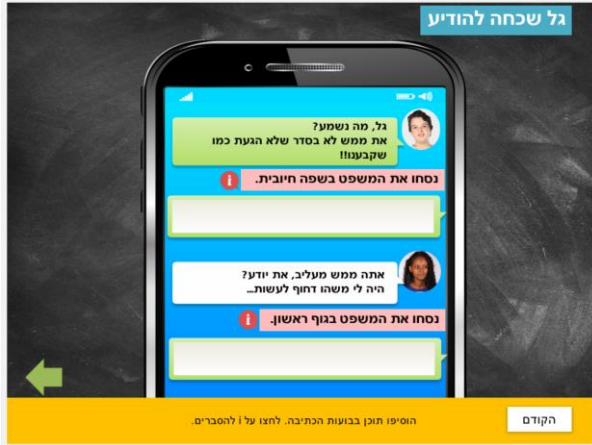 גל שכחה להודיע
גל, מה נשמע?
את ממש לא בסדר שלא הגעת כמו
שקבענו!!
נסחו את המשפט בשפה חיובית.
i
אתה ממש מעליב, את יודע?
היה לי משהו דחוף לעשות...
נסחו את המשפט בגוף ראשון.
i
הוסיפו תוכן בבועות הכתיבה. לחצו על i להסברים.
הקודם